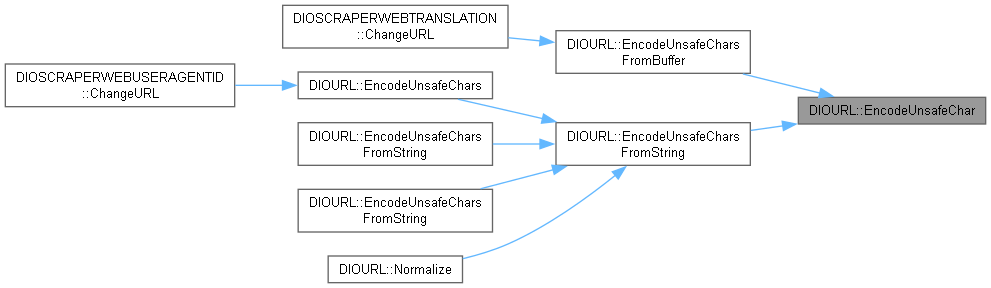 DIOSCRAPERWEBTRANSLATION
::ChangeURL
DIOURL::EncodeUnsafeChars
FromBuffer
DIOSCRAPERWEBUSERAGENTID
::ChangeURL
DIOURL::EncodeUnsafeChars
DIOURL::EncodeUnsafeChar
DIOURL::EncodeUnsafeChars
FromString
DIOURL::EncodeUnsafeChars
FromString
DIOURL::EncodeUnsafeChars
FromString
DIOURL::Normalize